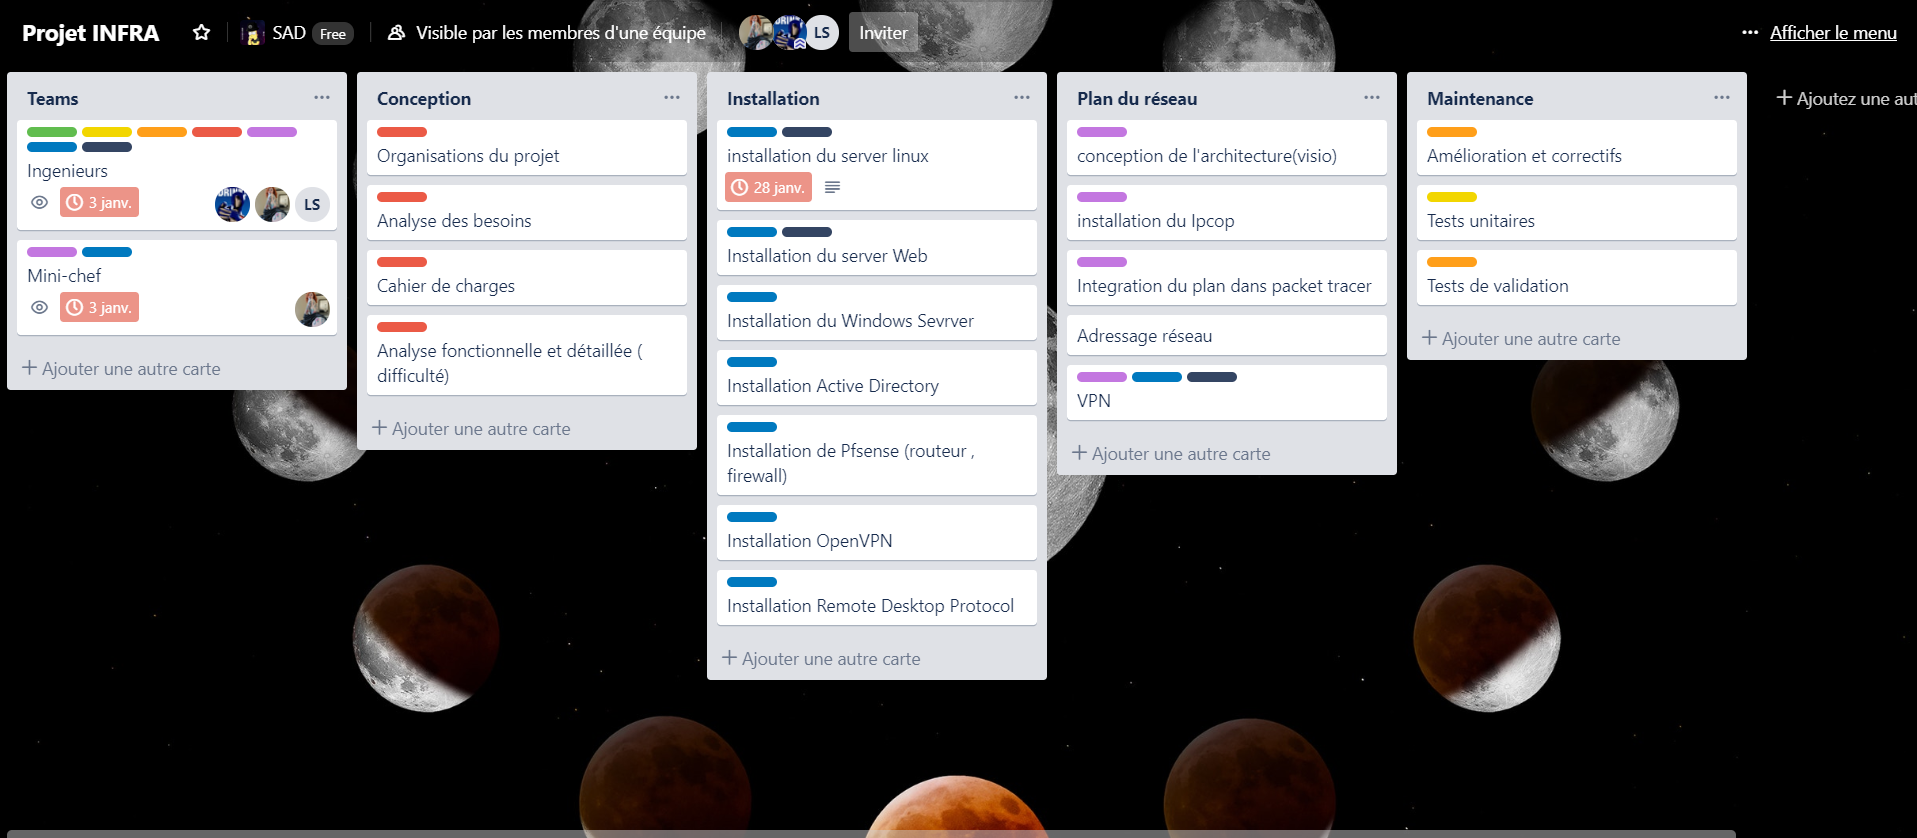 Projet INFRA
SAD Free
Visible par les membres d'une équipe
LS
Inviter
Afficher le menu
Teams
Ingenieurs
3 janv.
LS
Mini-chef
3 janv.
Ajouter une autre carte
Conception
Organisations du projet
Analyse des besoins
Cahier de charges
Analyse fonctionnelle et détaillée (
difficulté)
Ajouter une autre carte
Installation
installation du server linux
28 janv.
Installation du server Web
Installation du Windows Sevrver
Installation Active Directory
Installation de Pfsense (routeur ,
firewall)
Installation OpenVPN
Installation Remote Desktop Protocol
Ajouter une autre carte
Plan du réseau
conception de l'architecture(visio)
installation du Ipcop
Integration du plan dans packet tracer
Adressage réseau
VPN
Ajouter une autre carte
Maintenance
Amélioration et correctifs
Tests unitaires
Tests de validation
Ajouter une autre carte
Ajoutez une aut